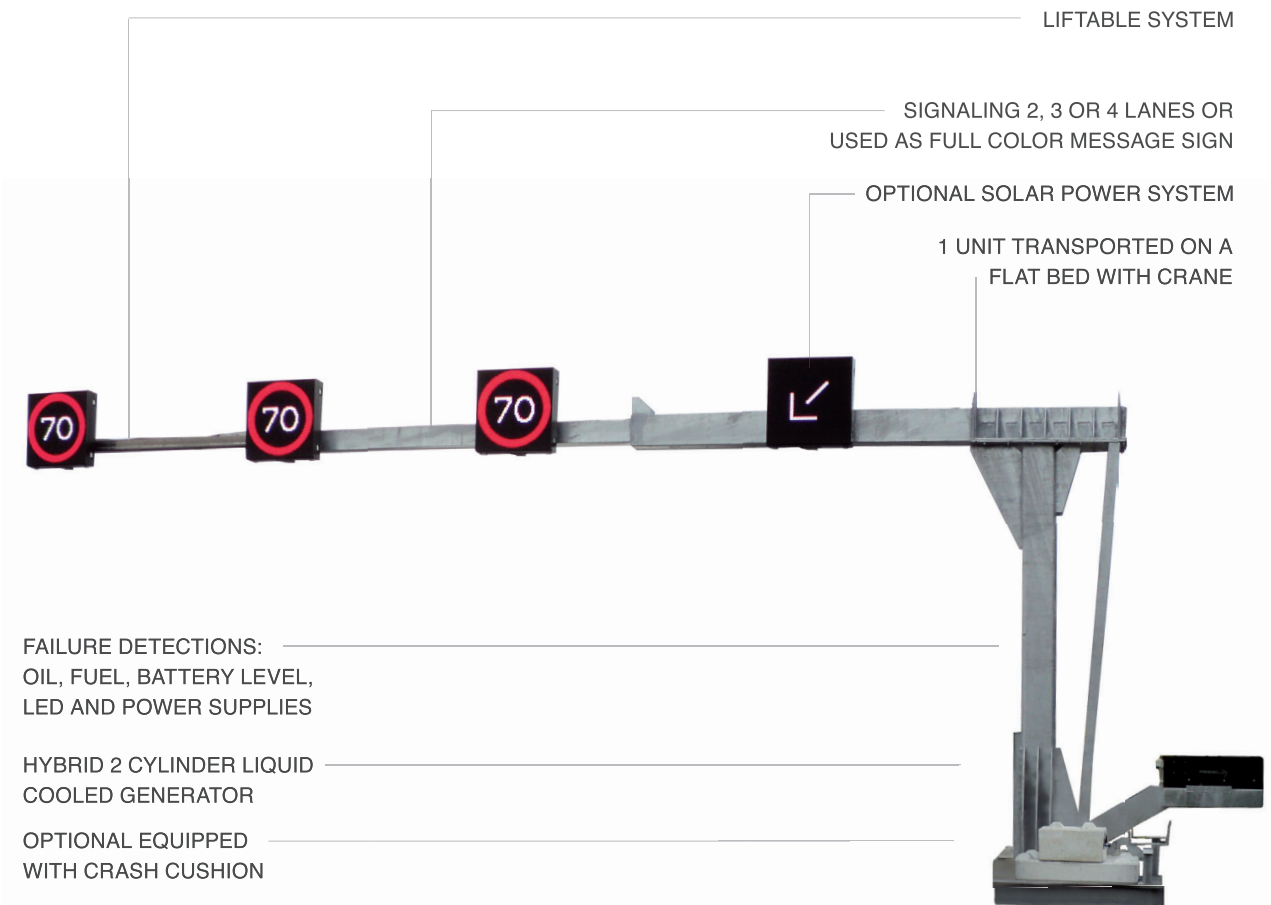 LIFTABLE SYSTEM
SIGNALING 2, 3 OR 4 LANES OR
USED AS FULL COLOR MESSAGE SIGN
OPTIONAL SOLAR POWER SYSTEM
1 UNIT TRANSPORTED ON A
FLAT BED WITH CRANE
70
70
70
FAILURE DETECTIONS:
OIL, FUEL, BATTERY LEVEL,
LED AND POWER SUPPLIES
HYBRID 2 CYLINDER LIQUID
COOLED GENERATOR
OPTIONAL EQUIPPED
WITH CRASH CUSHION